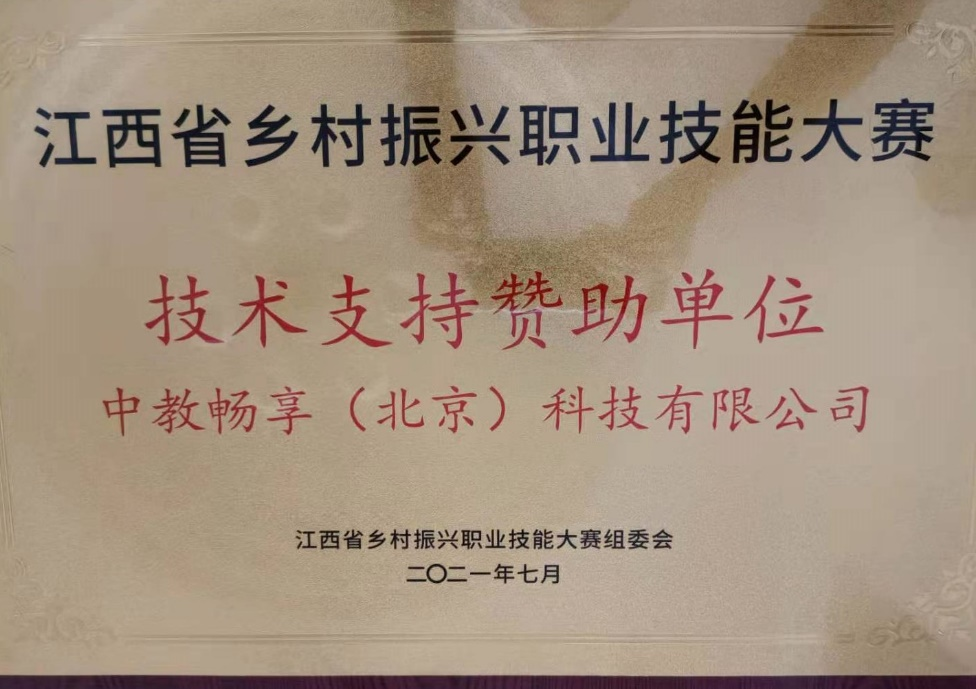 江西省乡村振兴职业技能大赛
技术支持赞助单位
中教畅享（北京）科技有限公司
江西省乡村振兴职业技能大赛组委会
二〇二一年七月